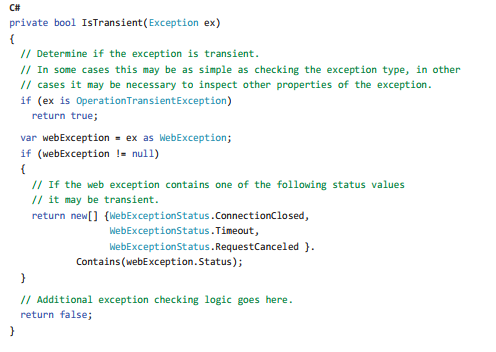 C#
private bool IsTransient(Exception ex)
{
  // Determine if the exception is transient.
  // In some cases this may be as simple as checking the exception type, in other
  // cases it may be necessary to inspect other properties of the exception.
  if (ex is OperationTransientException)
    return true;
  var webException = ex as WebException;
  if (webException != null)
  {
    // If the web exception contains one of the following status values
    // it may be transient.
    return new[] {WebExceptionStatus.ConnectionClosed,
                  WebExceptionStatus.Timeout,
                  WebExceptionStatus.RequestCanceled }.
            Contains(webException.Status);
  }
  // Additional exception checking logic goes here.
  return false;
}